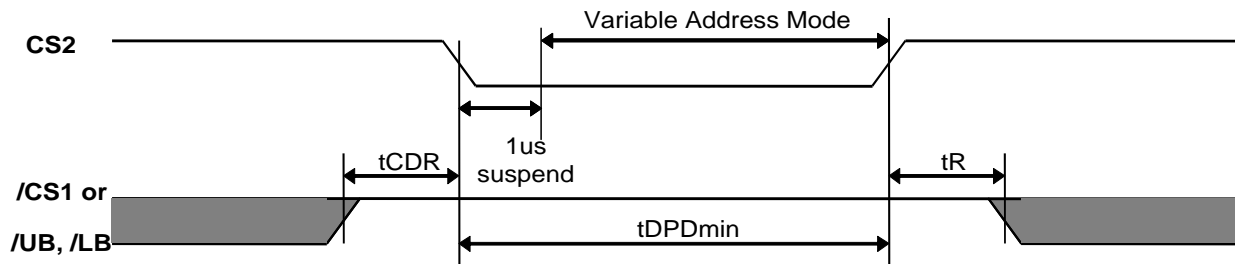 Variable Address Mode
CS2
1us
suspend
tCDR
tR
/CS1 or
/UB, /LB
tDPDmin